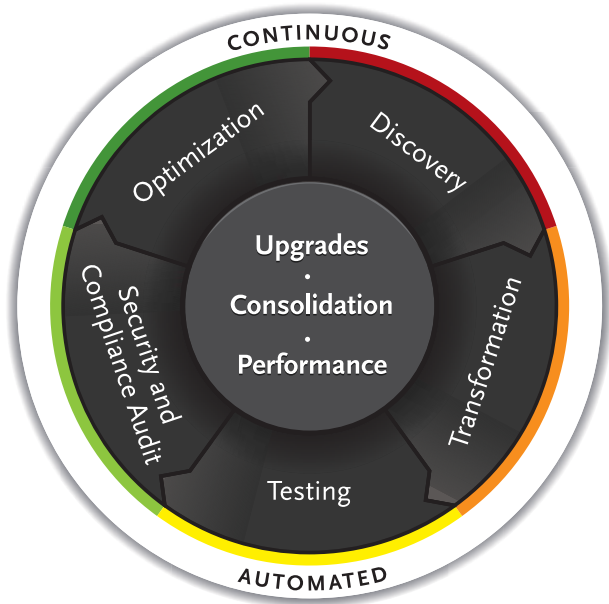 CONTINUOUS
Discovery
Transformation
Testing
Security and
Compliance Audit
Optimization
Upgrades
·
Consolidation
·
Performance
AUTOMATED